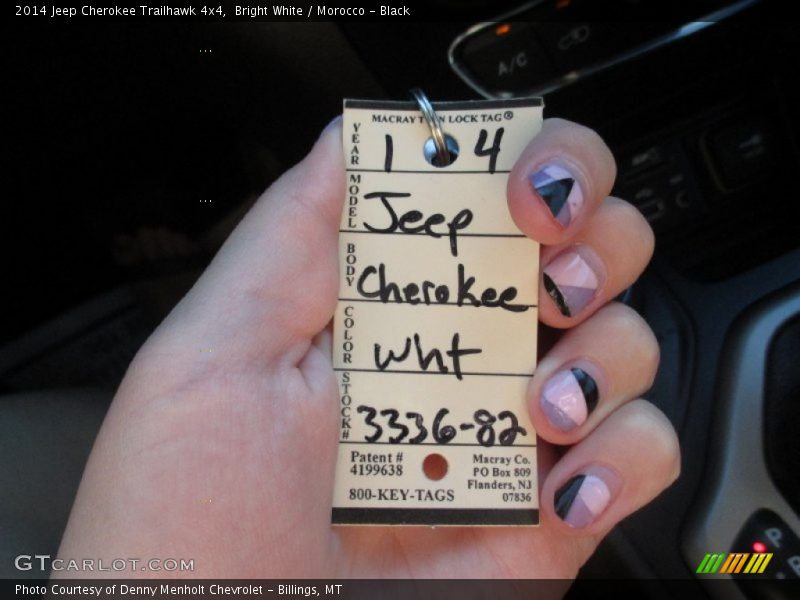 2014 Jeep Cherokee Trailhawk 4x4,  Bright White / Morocco - Black
A/C
MACRAY LOCK TAG®
YEAR 1 4
MODEL Jeep
BODY Cherokee
COLOR Wht
STOCK# 3336-82
Patent # 4199638
Macray Co.
PO Box 809
Flanders, NJ
07836
800-KEY-TAGS
P
R
GTCARLOT.COM
Photo Courtesy of Denny Menholt Chevrolet - Billings, MT